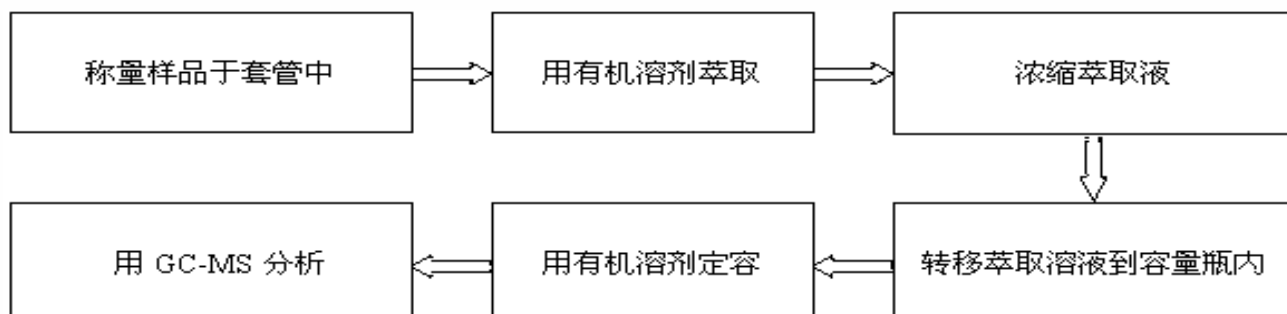 称量样品于套管中
用有机溶剂萃取
浓缩萃取液
转移萃取溶液到容量瓶内
用有机溶剂定容
用 GC-MS 分析